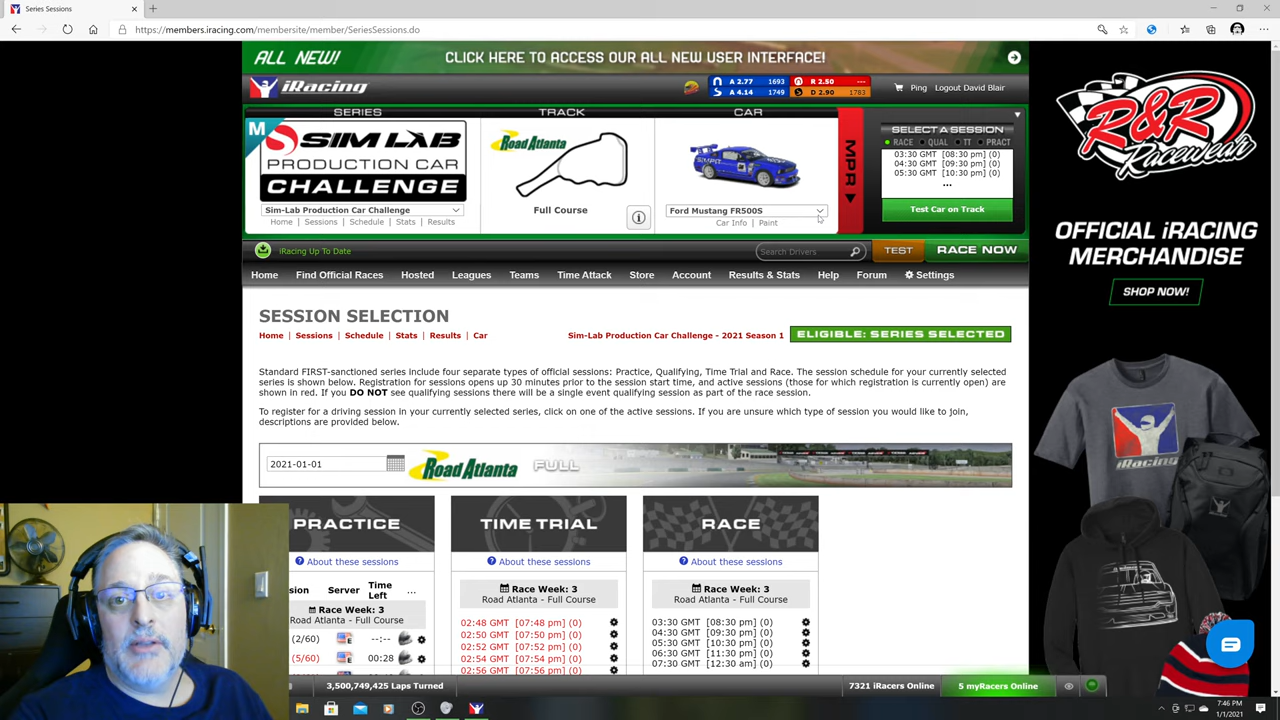 Series Sessions
https://members.iracing.com/membersite/member/SeriesSessions.do
ALL NEW!
CLICK HERE TO ACCESS OUR ALL NEW USER INTERFACE!
iRacing
A 2.77 1693
R 2.50 ---
A 4.14 1749
D 2.90 1783
Ping
Logout David Blair
SERIES
TRACK
CAR
M
SIM LAB
PRODUCTION CAR
CHALLENGE
Road Atlanta
MPR
SELECT A SESSION
RACE QUAL TT PRACT
03:30 GMT [08:30 pm] (0)
04:30 GMT [09:30 pm] (0)
05:30 GMT [10:30 pm] (0)
...
Sim-Lab Production Car Challenge
Full Course
Ford Mustang FR500S
Test Car on Track
Home | Sessions | Schedule | Stats | Results
Car Info | Paint
iRacing Up To Date
Search Drivers
TEST
RACE NOW
Home
Find Official Races
Hosted
Leagues
Teams
Time Attack
Store
Account
Results & Stats
Help
Forum
Settings
SESSION SELECTION
Home | Sessions | Schedule | Stats | Results | Car
Sim-Lab Production Car Challenge - 2021 Season 1
ELIGIBLE: SERIES SELECTED
Standard FIRST-sanctioned series include four separate types of official sessions: Practice, Qualifying, Time Trial and Race. The session schedule for your currently selected
series is shown below. Registration for sessions opens up 30 minutes prior to the session start time, and active sessions (those for which registration is currently open) are
shown in red. If you DO NOT see qualifying sessions there will be a single event qualifying session as part of the race session.
To register for a driving session in your currently selected series, click on one of the active sessions. If you are unsure which type of session you would like to join,
descriptions are provided below.
2021-01-01
Road Atlanta
FULL
PRACTICE
About these sessions
sion
Server
Time
Left
...
Race Week: 3
Road Atlanta - Full Course
(2/60)
--:--
(5/60)
00:28
TIME TRIAL
About these sessions
Race Week: 3
Road Atlanta - Full Course
02:48 GMT [07:48 pm] (0)
02:50 GMT [07:50 pm] (0)
02:52 GMT [07:52 pm] (0)
02:54 GMT [07:54 pm] (0)
02:56 GMT [07:56 pm] (0)
RACE
About these sessions
Race Week: 3
Road Atlanta - Full Course
03:30 GMT [08:30 pm] (0)
04:30 GMT [09:30 pm] (0)
05:30 GMT [10:30 pm] (0)
06:30 GMT [11:30 pm] (0)
07:30 GMT [12:30 am] (0)
R&R
Racewear
OFFICIAL iRACING
MERCHANDISE
SHOP NOW!
iRacing
3,500,749,425 Laps Turned
7321 iRacers Online
5 myRacers Online
7:46 PM
1/1/2021